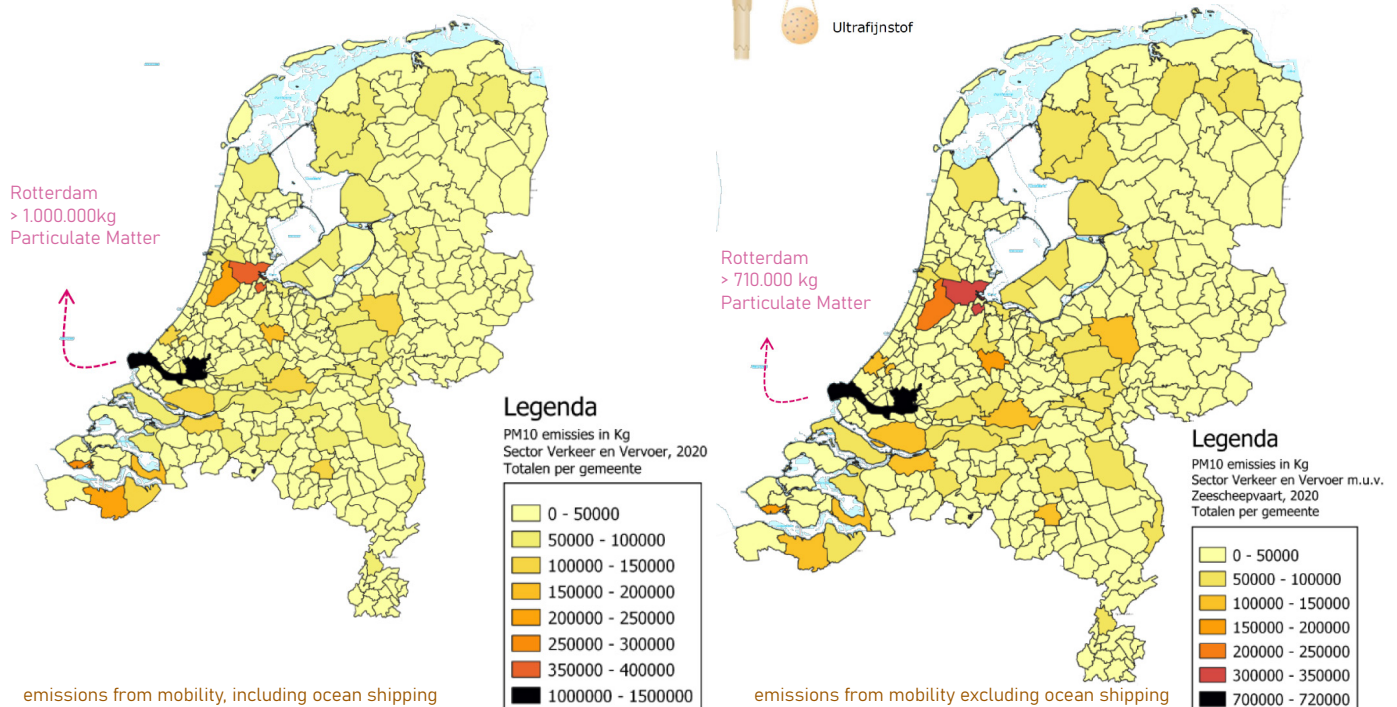 Ultrafijnstof
Rotterdam
> 1.000.000kg
Particulate Matter
Legenda
PM10 emissies in Kg
Sector Verkeer en Vervoer, 2020
Totalen per gemeente
0 - 50000
50000 - 100000
100000 - 150000
150000 - 200000
200000 - 250000
250000 - 300000
350000 - 400000
1000000 - 1500000
emissions from mobility, including ocean shipping
Rotterdam
> 710.000 kg
Particulate Matter
Legenda
PM10 emissies in Kg
Sector Verkeer en Vervoer m.u.v.
Zeescheepvaart, 2020
Totalen per gemeente
0 - 50000
50000 - 100000
100000 - 150000
150000 - 200000
200000 - 250000
300000 - 350000
700000 - 720000
emissions from mobility excluding ocean shipping